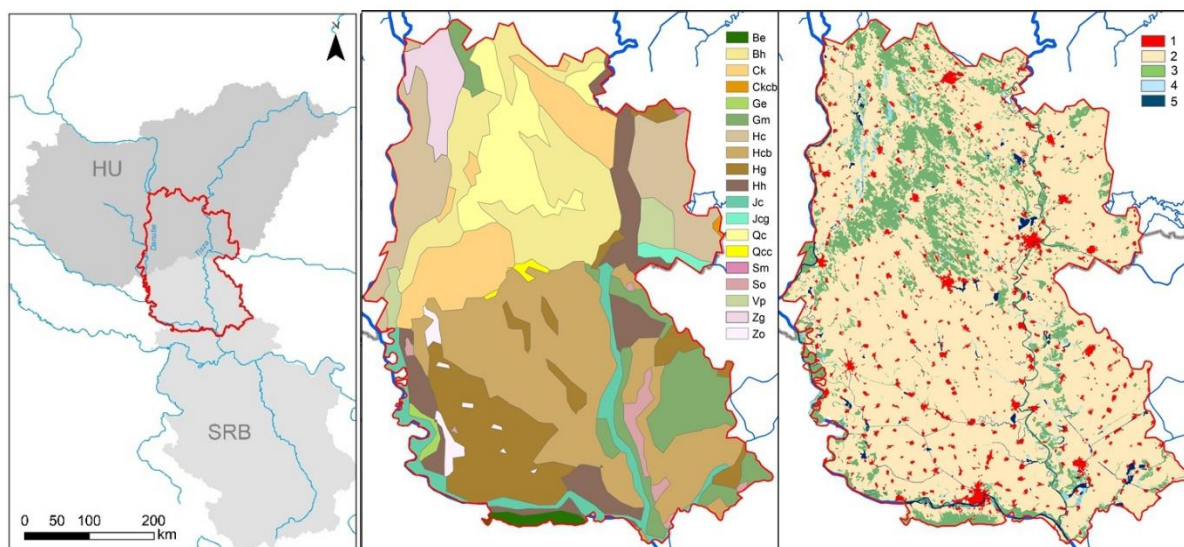 N
HU
Danube
Tisza
SRB
0 50 100 200
km
Be
Bh
Ck
Ckcb
Ge
Gm
Hc
Hcb
Hg
Hh
Jc
Jcg
Qc
Qcc
Sm
So
Vp
Zg
Zo
1
2
3
4
5